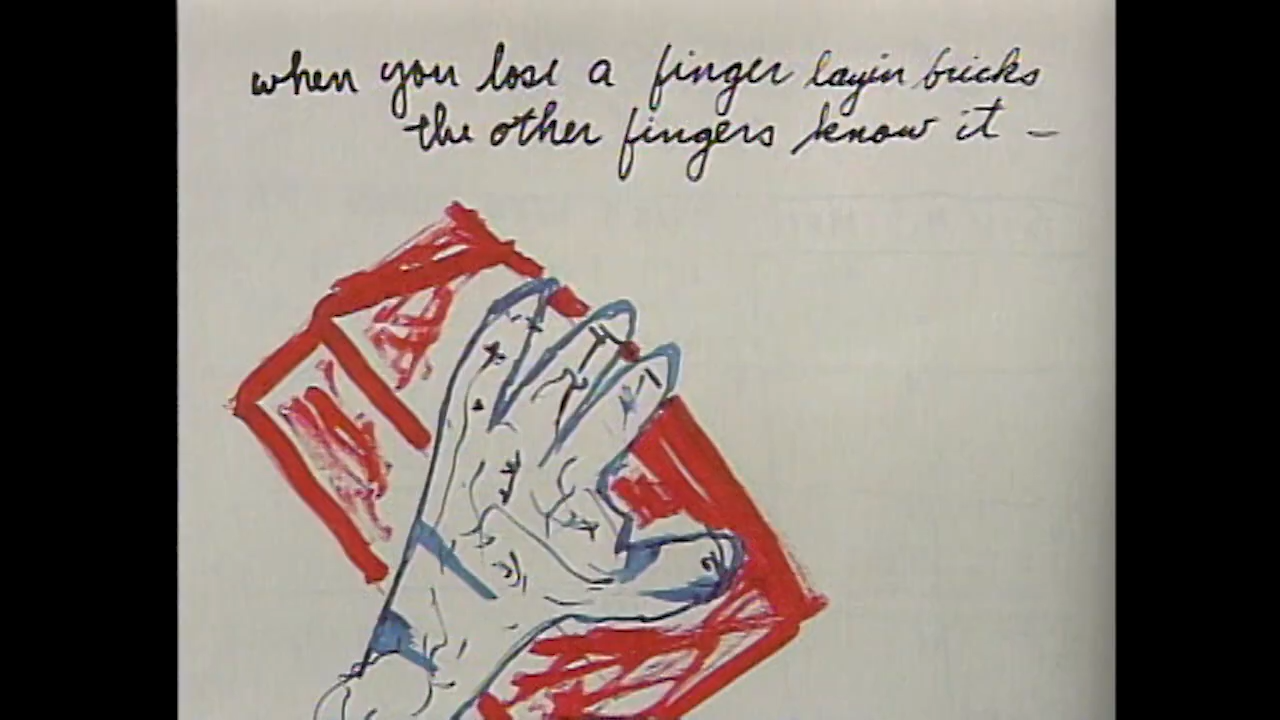 when you lose a finger layin bricks
the other fingers know it –